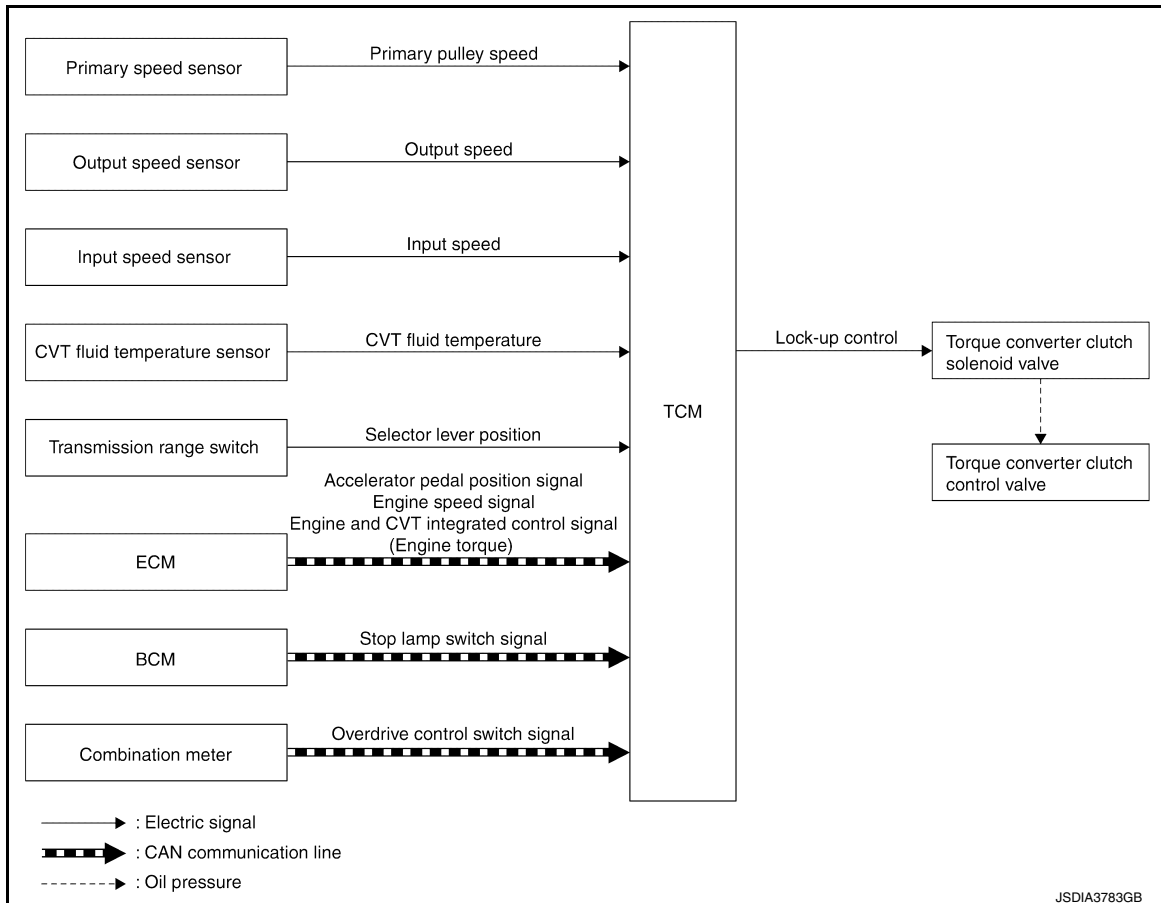 Primary speed sensor
Primary pulley speed
Output speed sensor
Output speed
Input speed sensor
Input speed
CVT fluid temperature sensor
CVT fluid temperature
Transmission range switch
Selector lever position
ECM
Accelerator pedal position signal
Engine speed signal
Engine and CVT integrated control signal
(Engine torque)
BCM
Stop lamp switch signal
Combination meter
Overdrive control switch signal
TCM
Lock-up control
Torque converter clutch
solenoid valve
Torque converter clutch
control valve
: Electric signal
: CAN communication line
: Oil pressure
JSDIA3783GB